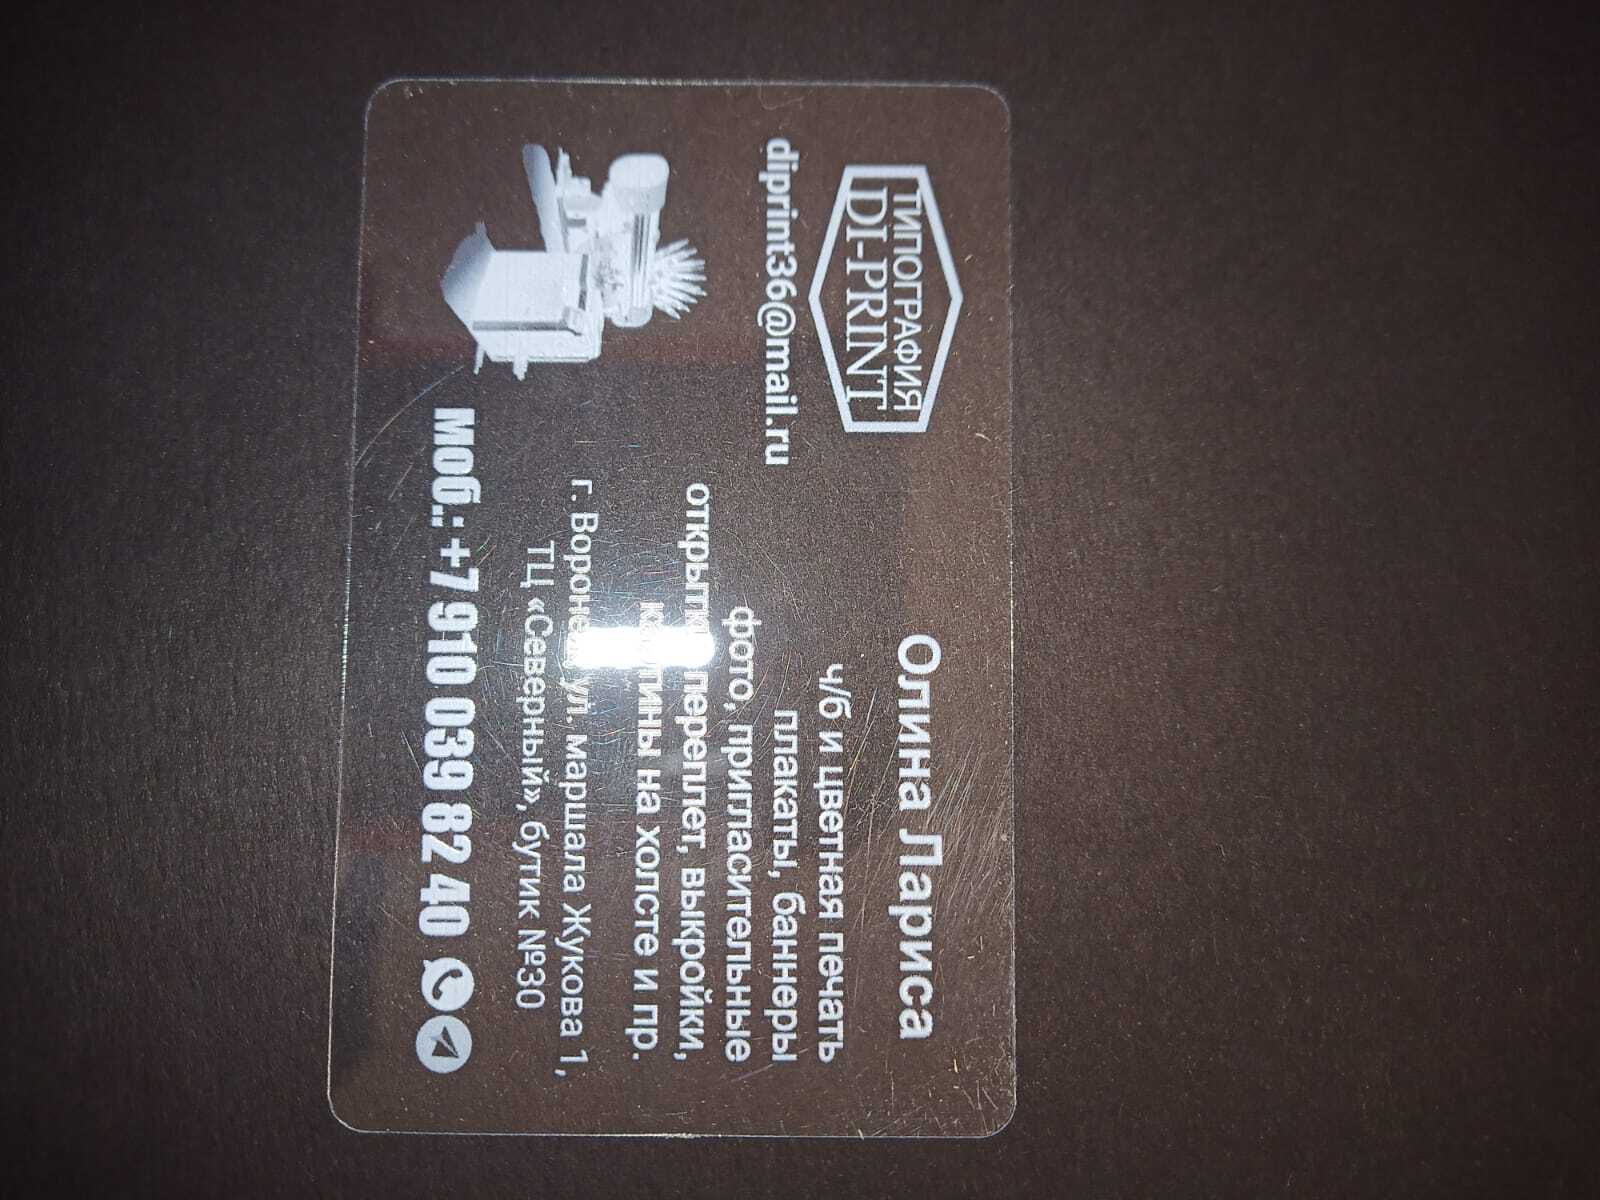 ТИПОГРАФИЯ
DI-PRINT
diprint36@mail.ru
Олина Лариса
ч/б и цветная печать
плакаты, баннеры
фото, пригласительные
открытки, переплет, выкройки,
картины на холсте и пр.
г. Воронеж, ул. маршала Жукова 1,
ТЦ «Северный», бутик №30
моб.: +7 910 039 82 40